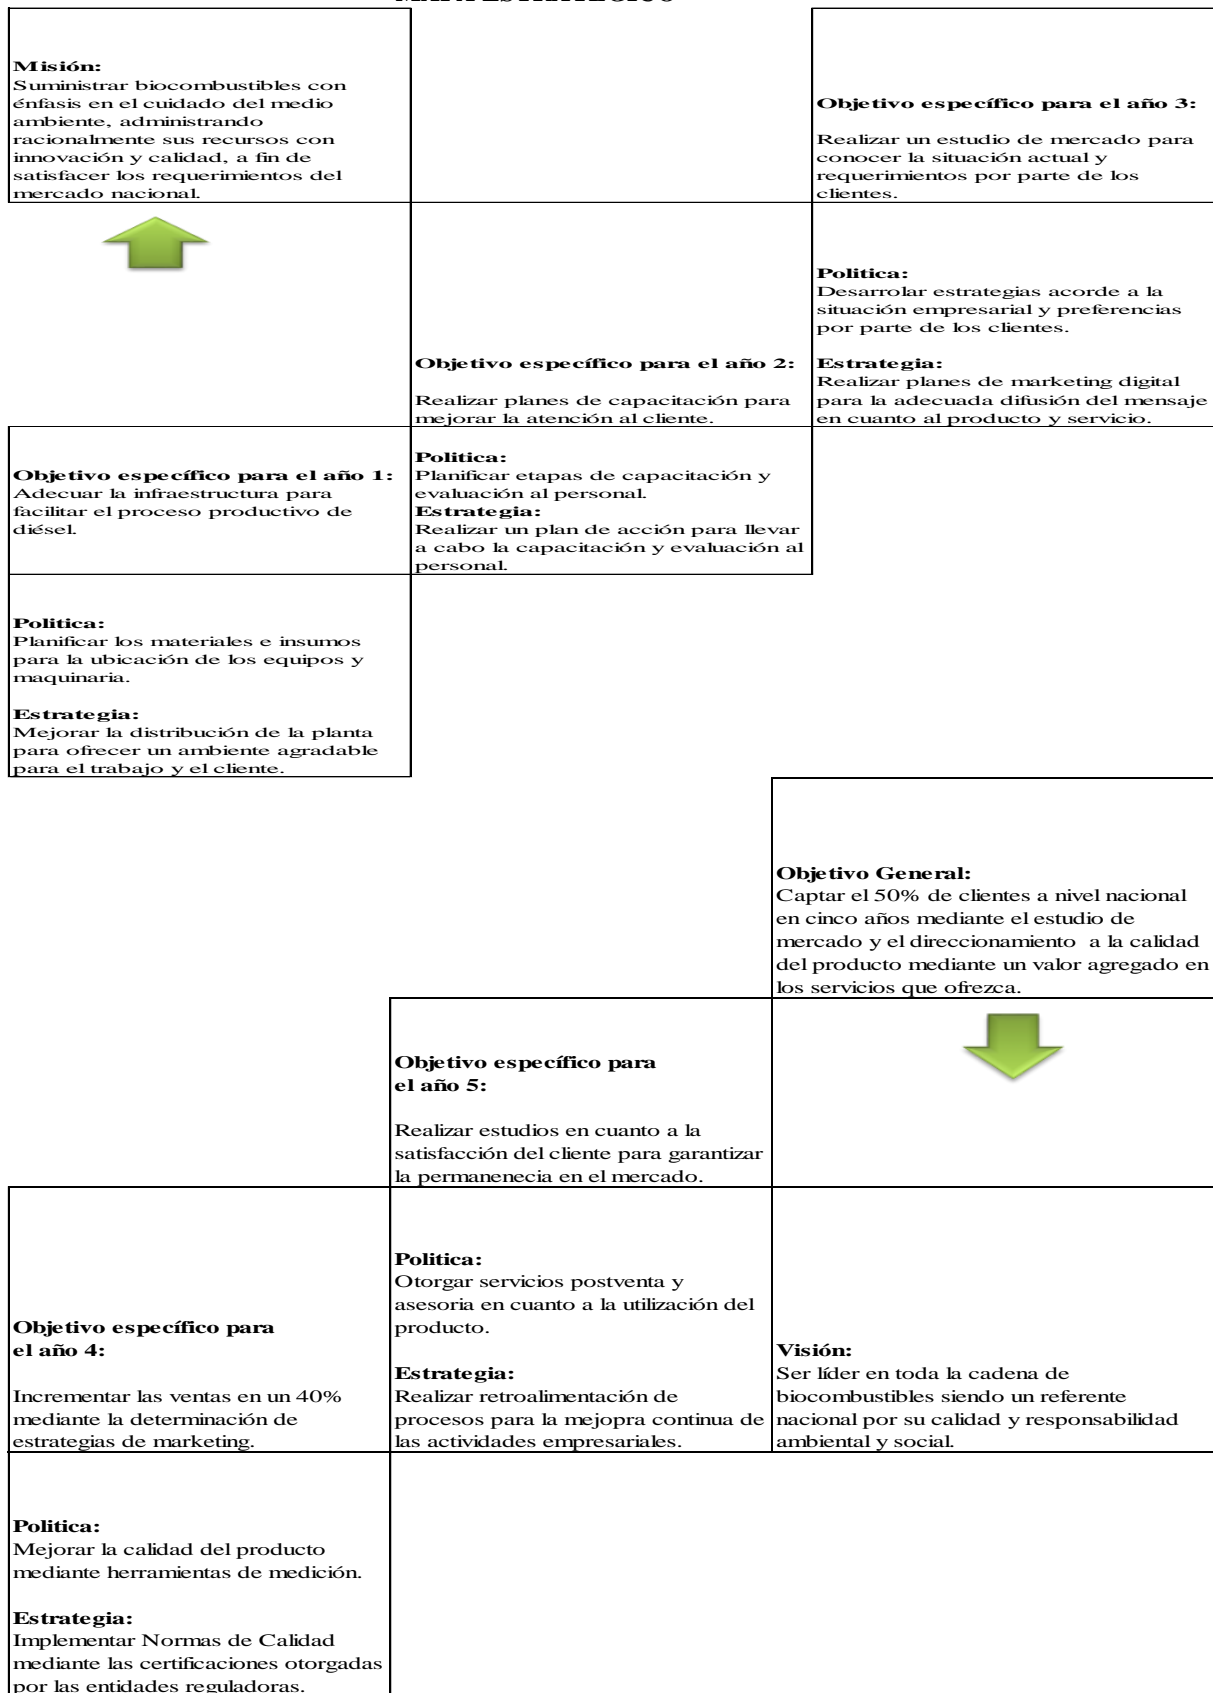 MAPA ESTRATÉGICO
Misión:
Suministrar biocombustibles con
énfasis en el cuidado del medio
ambiente, administrando
racionalmente sus recursos con
innovación y calidad, a fin de
satisfacer los requerimientos del
mercado nacional.
Objetivo específico para el año 3:
Realizar un estudio de mercado para
conocer la situación actual y
requerimientos por parte de los
clientes.
Politica:
Desarrolar estrategias acorde a la
situación empresarial y preferencias
por parte de los clientes.
Estrategia:
Realizar planes de marketing digital
para la adecuada difusión del mensaje
en cuanto al producto y servicio.
Objetivo específico para el año 2:
Realizar planes de capacitación para
mejorar la atención al cliente.
Politica:
Planificar etapas de capacitación y
evaluación al personal.
Estrategia:
Realizar un plan de acción para llevar
a cabo la capacitación y evaluación al
personal.
Objetivo específico para el año 1:
Adecuar la infraestructura para
facilitar el proceso productivo de
diésel.
Politica:
Planificar los materiales e insumos
para la ubicación de los equipos y
maquinaria.
Estrategia:
Mejorar la distribución de la planta
para ofrecer un ambiente agradable
para el trabajo y el cliente.
Objetivo General:
Captar el 50% de clientes a nivel nacional
en cinco años mediante el estudio de
mercado y el direccionamiento a la calidad
del producto mediante un valor agregado en
los servicios que ofrezca.
Objetivo específico para
el año 5:
Realizar estudios en cuanto a la
satisfacción del cliente para garantizar
la permanenecia en el mercado.
Politica:
Otorgar servicios postventa y
asesoria en cuanto a la utilización del
producto.
Estrategia:
Realizar retroalimentación de
procesos para la mejopra continua de
las actividades empresariales.
Objetivo específico para
el año 4:
Incrementar las ventas en un 40%
mediante la determinación de
estrategias de marketing.
Visión:
Ser líder en toda la cadena de
biocombustibles siendo un referente
nacional por su calidad y responsabilidad
ambiental y social.
Politica:
Mejorar la calidad del producto
mediante herramientas de medición.
Estrategia:
Implementar Normas de Calidad
mediante las certificaciones otorgadas
por las entidades reguladoras.